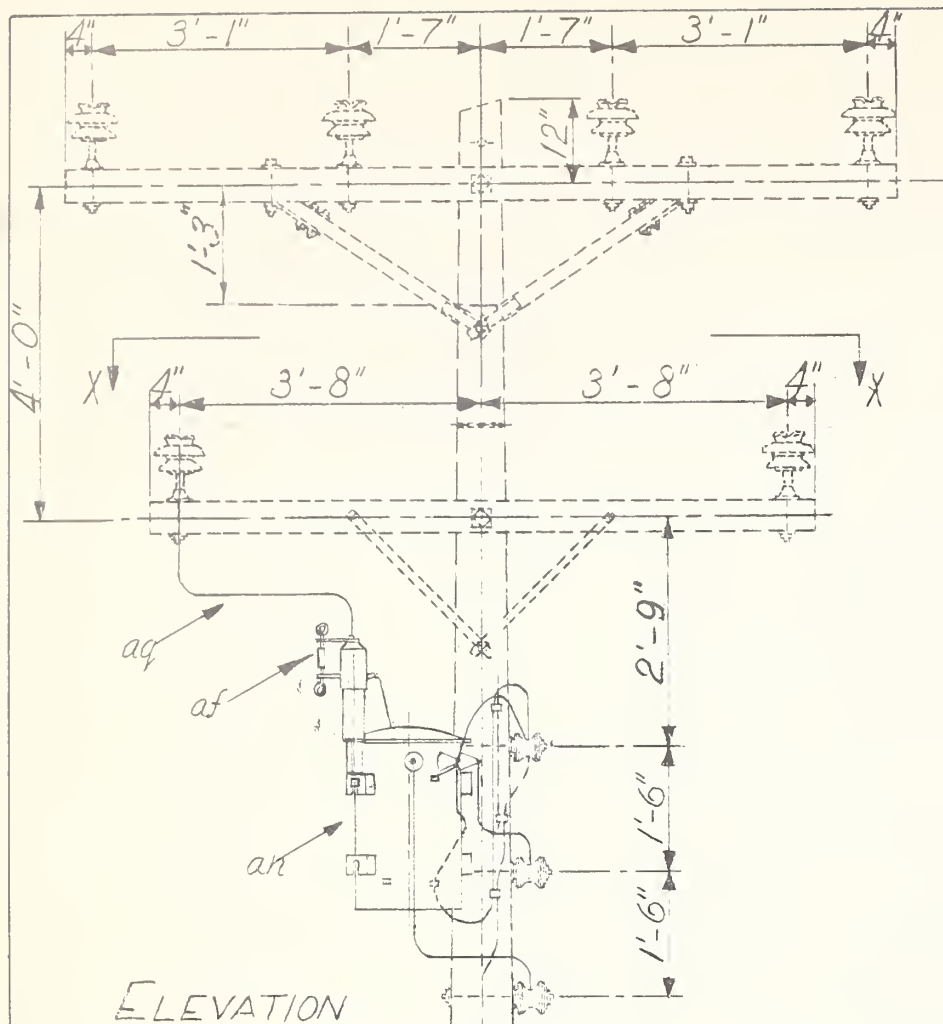 4" 3'-1" 1'-7" 1'-7" 3'-1" 4"
12"
1'-3"
4'-0"
X X
4" 3'-8" 3'-8" 4"
2'-9"
aq
af
1'-6"
an
1'-6"
ELEVATION